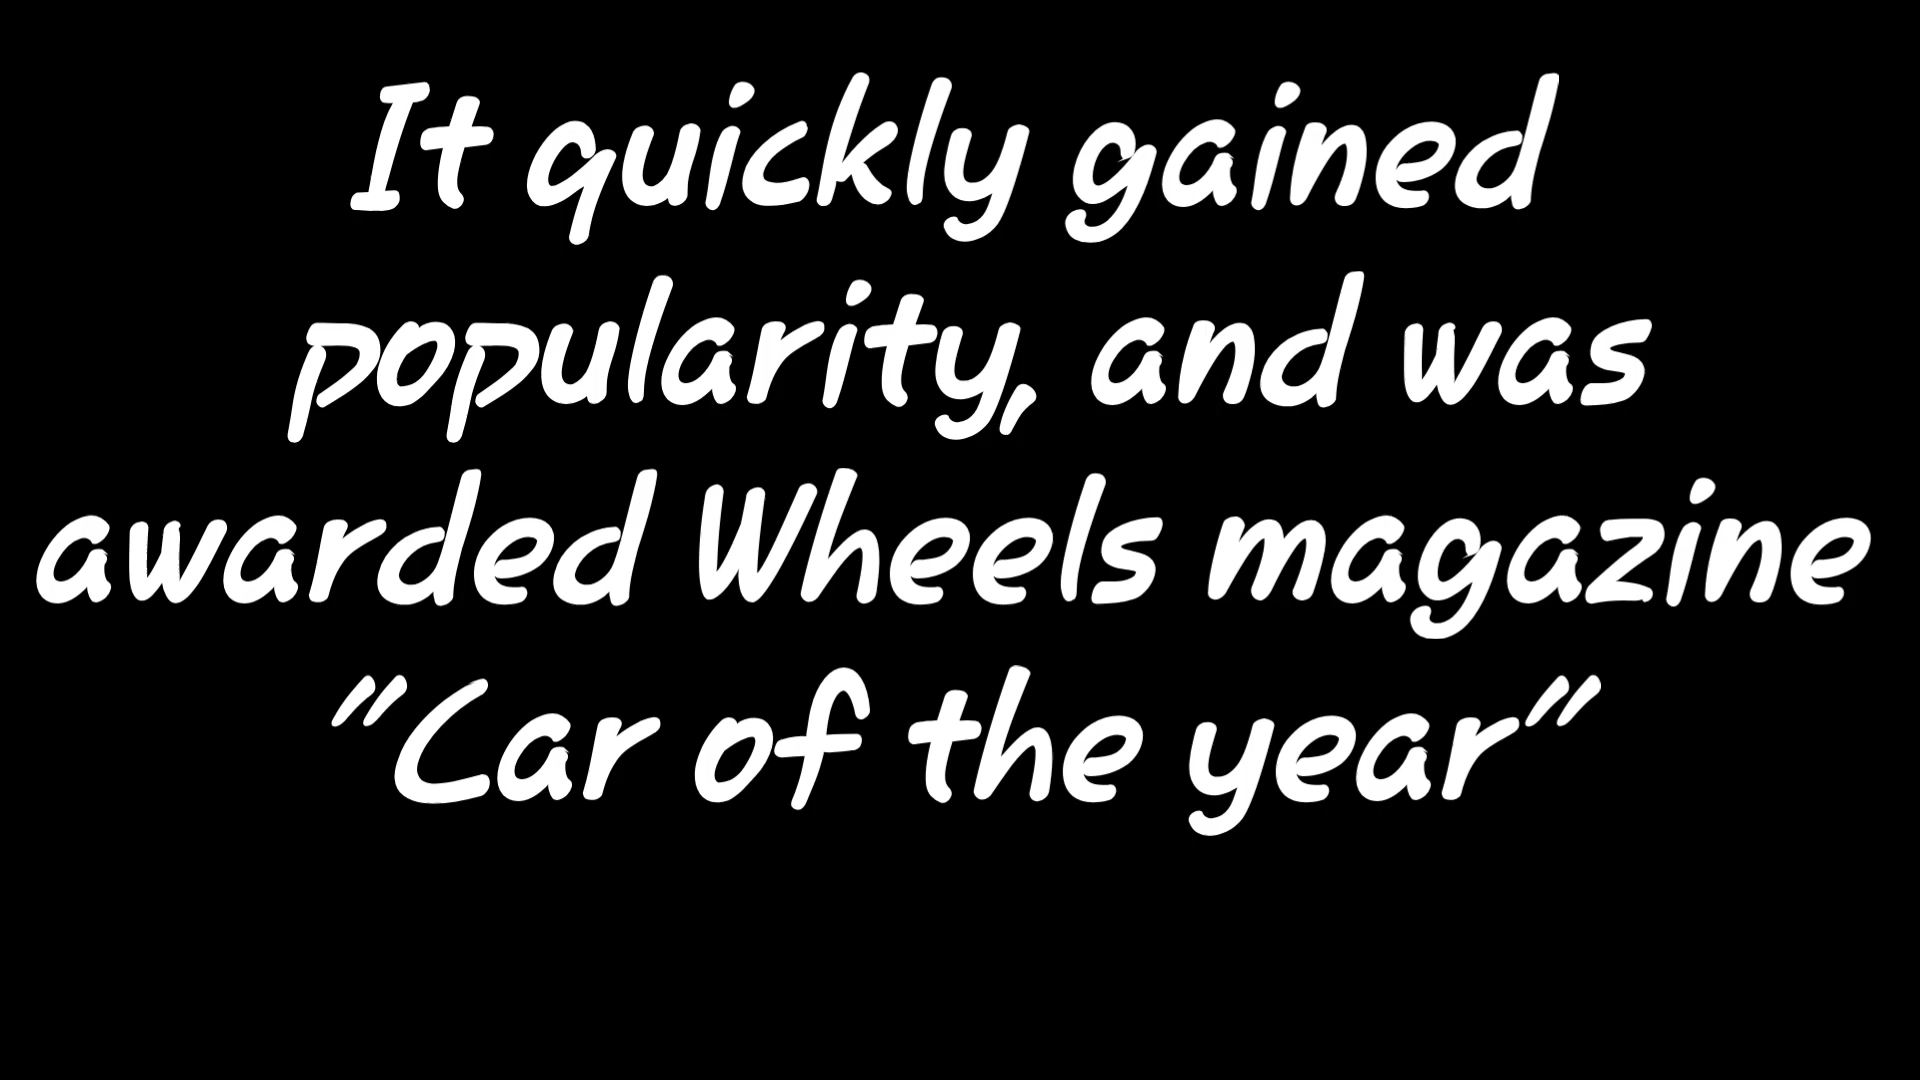 It quickly gained
popularity, and was
awarded Wheels magazine
"Car of the year"